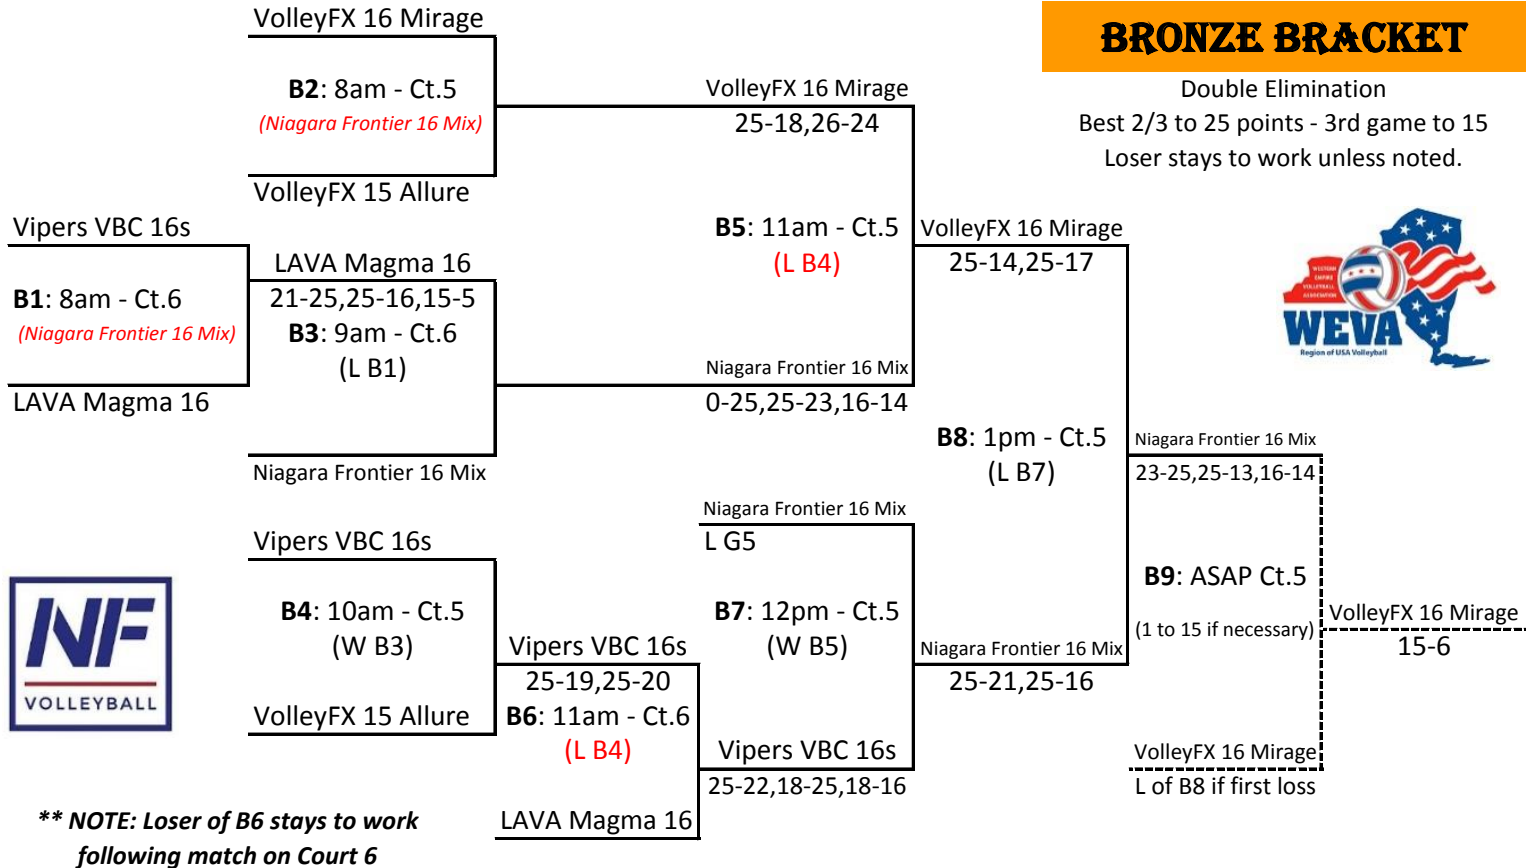 VolleyFX 16 Mirage
BRONZE BRACKET
B2: 8am - Ct.5
(Niagara Frontier 16 Mix)
VolleyFX 16 Mirage
25-18,26-24
Double Elimination
Best 2/3 to 25 points - 3rd game to 15
Loser stays to work unless noted.
VolleyFX 15 Allure
Vipers VBC 16s
B1: 8am - Ct.6
(Niagara Frontier 16 Mix)
LAVA Magma 16
LAVA Magma 16
21-25,25-16,15-5
B3: 9am - Ct.6
(L B1)
Niagara Frontier 16 Mix
B5: 11am - Ct.5
(L B4)
Niagara Frontier 16 Mix
0-25,25-23,16-14
VolleyFX 16 Mirage
25-14,25-17
WESTERN
EMPIRE
VOLLEYBALL
ASSOCIATION
WEVA
Region of USA Volleyball
B8: 1pm - Ct.5
(L B7)
Niagara Frontier 16 Mix
23-25,25-13,16-14
Vipers VBC 16s
B4: 10am - Ct.5
(W B3)
VolleyFX 15 Allure
Niagara Frontier 16 Mix
L G5
B7: 12pm - Ct.5
(W B5)
Niagara Frontier 16 Mix
25-21,25-16
B9: ASAP Ct.5
(1 to 15 if necessary)
VolleyFX 16 Mirage
15-6
NF
VOLLEYBALL
Vipers VBC 16s
25-19,25-20
B6: 11am - Ct.6
(L B4)
LAVA Magma 16
Vipers VBC 16s
25-22,18-25,18-16
VolleyFX 16 Mirage
L of B8 if first loss
** NOTE: Loser of B6 stays to work
following match on Court 6